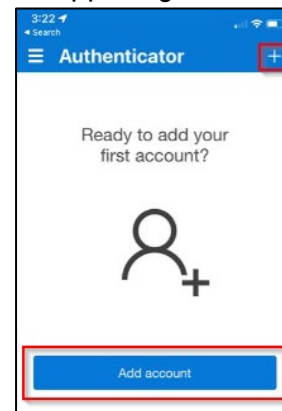 3:22
◂ Search
Authenticator
Ready to add your
first account?
Add account